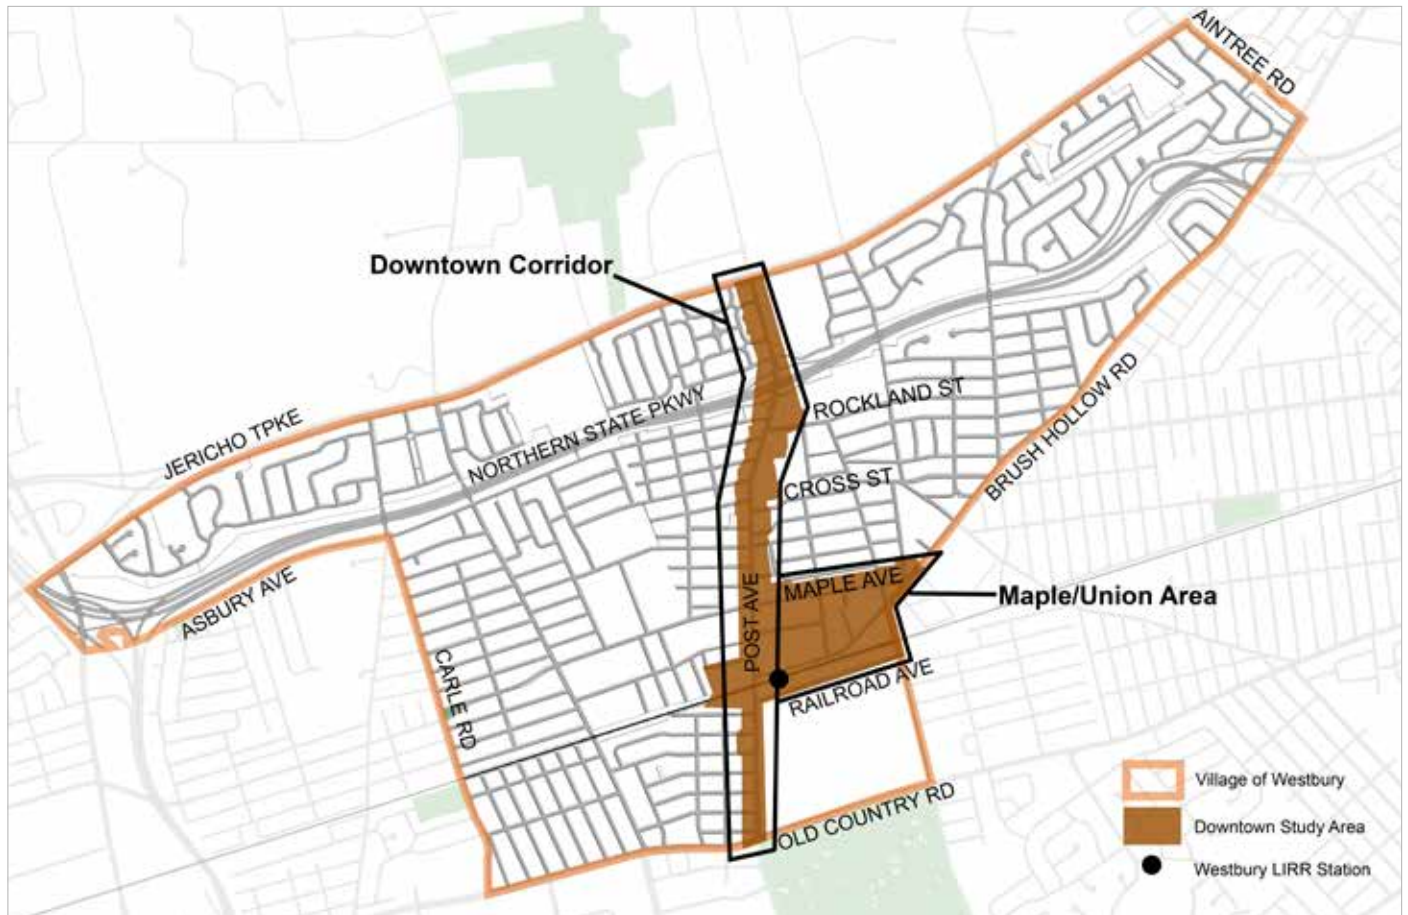 AINTREE RD
Downtown Corridor
JERICHO TPKE
NORTHERN STATE PKWY
ROCKLAND ST
CROSS ST
BRUSH HOLLOW RD
ASBURY AVE
MAPLE AVE
Maple/Union Area
POST AVE
CARLE RD
RAILROAD AVE
OLD COUNTRY RD
Village of Westbury
Downtown Study Area
Westbury LIRR Station